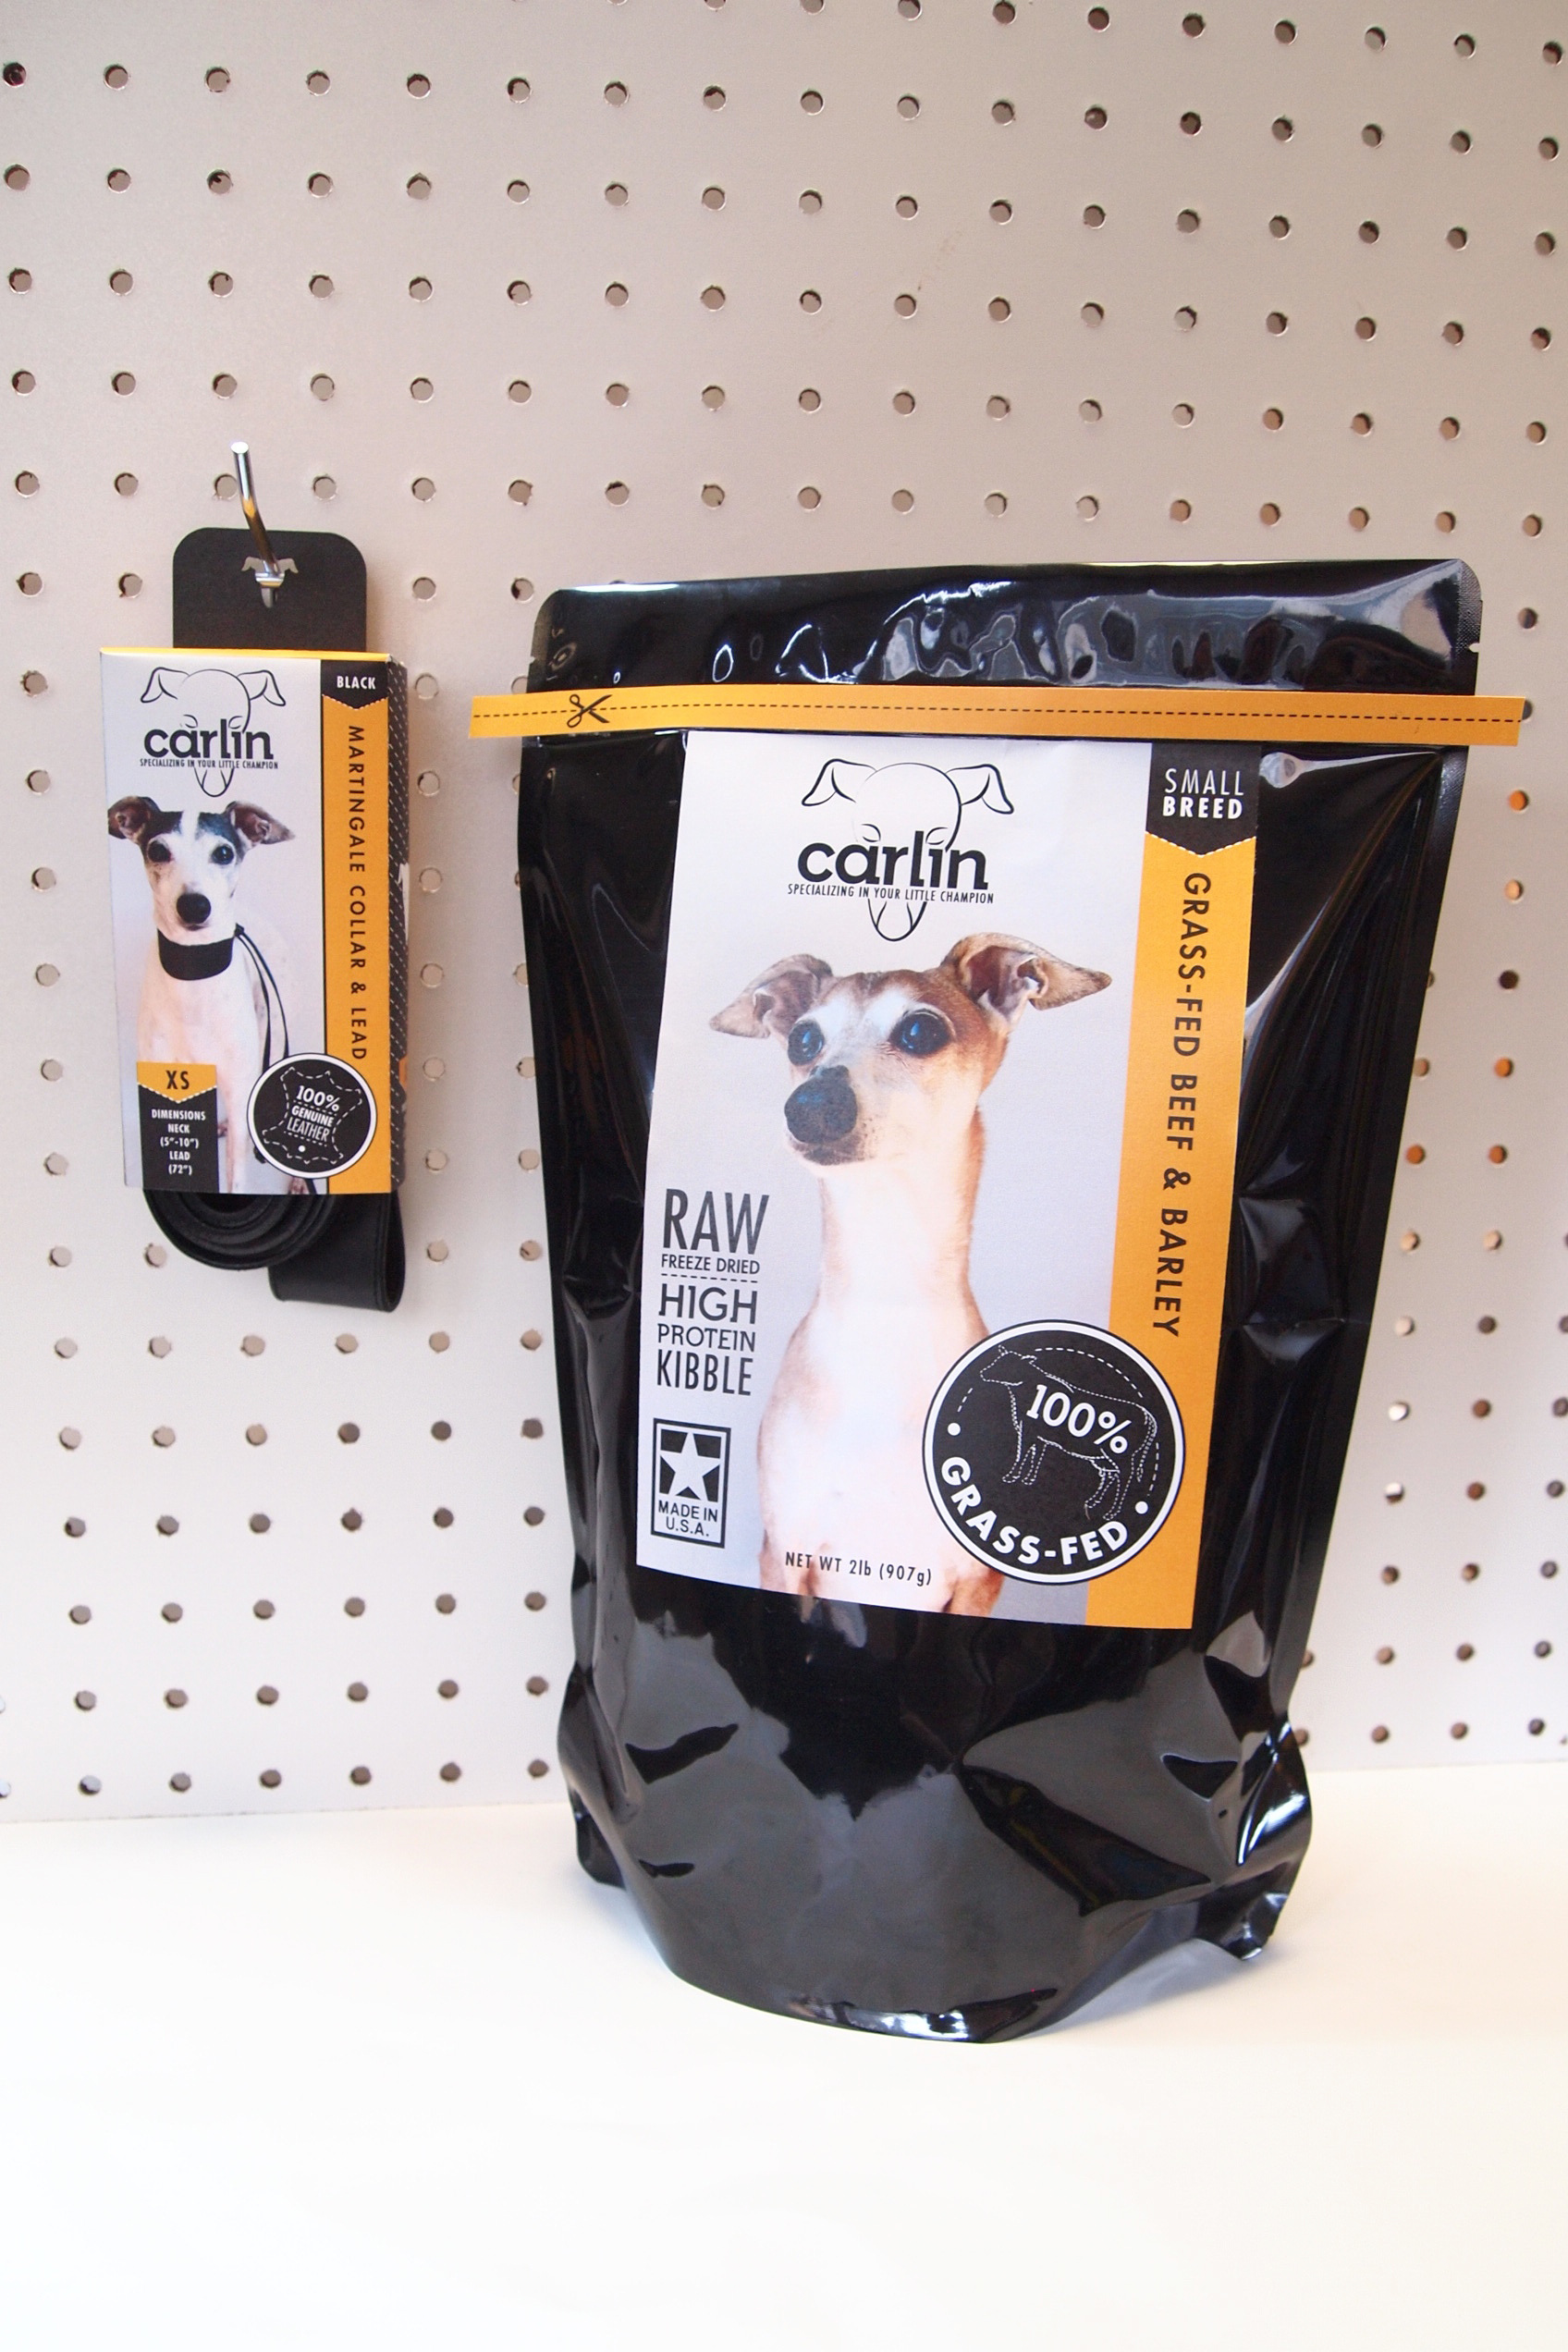 carlin
SPECIALIZING IN YOUR LITTLE CHAMPION
BLACK
MARTINGALE COLLAR & LEAD
XS
DIMENSIONS
NECK
(5"-10")
LEAD
(72")
100%
GENUINE
LEATHER
carlin
SPECIALIZING IN YOUR LITTLE CHAMPION
SMALL
BREED
GRASS-FED BEEF & BARLEY
RAW
FREEZE DRIED
HIGH
PROTEIN
KIBBLE
MADE IN
U.S.A.
100%
GRASS-FED
NET WT 2lb (907g)